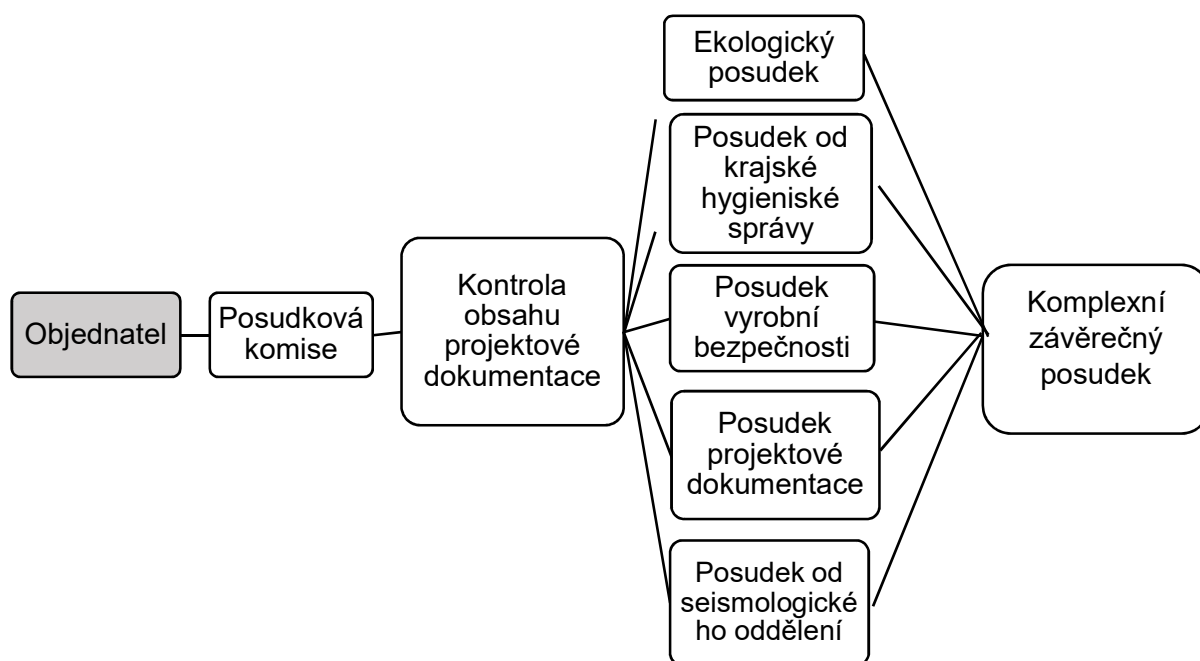 Objednatel
Posudková
komise
Kontrola
obsahu
projektové
dokumentace
Ekologický
posudek
Posudek od
krajské
hygieniské
správy
Posudek
vyrobní
bezpečnosti
Posudek
projektové
dokumentace
Posudek od
seismologické
ho oddělení
Komplexní
závěrečný
posudek